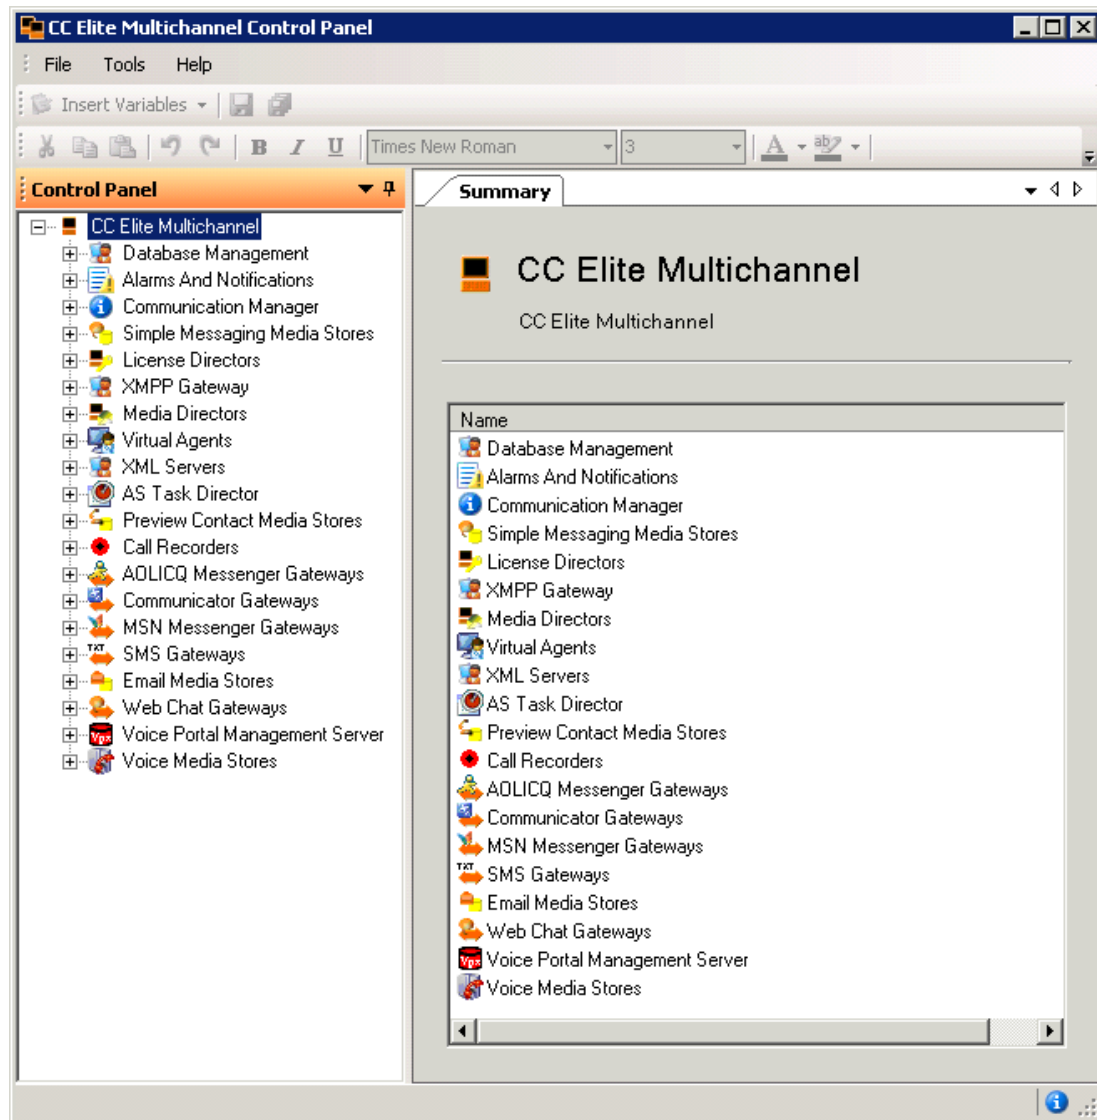 CC Elite Multichannel Control Panel
File Tools Help
Insert Variables
B I U Times New Roman 3 A ab
Control Panel
Summary
CC Elite Multichannel
Database Management
Alarms And Notifications
Communication Manager
Simple Messaging Media Stores
License Directors
XMPP Gateway
Media Directors
Virtual Agents
XML Servers
AS Task Director
Preview Contact Media Stores
Call Recorders
AOLICQ Messenger Gateways
Communicator Gateways
MSN Messenger Gateways
TXT SMS Gateways
Email Media Stores
Web Chat Gateways
Vpx Voice Portal Management Server
Voice Media Stores
CC Elite Multichannel
CC Elite Multichannel
Name
Database Management
Alarms And Notifications
Communication Manager
Simple Messaging Media Stores
License Directors
XMPP Gateway
Media Directors
Virtual Agents
XML Servers
AS Task Director
Preview Contact Media Stores
Call Recorders
AOLICQ Messenger Gateways
Communicator Gateways
MSN Messenger Gateways
TXT SMS Gateways
Email Media Stores
Web Chat Gateways
Vpx Voice Portal Management Server
Voice Media Stores